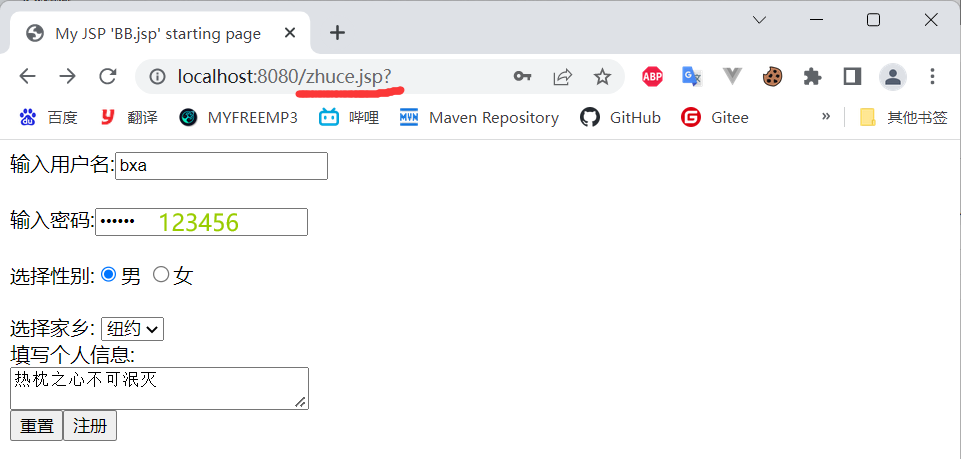 My JSP 'BB.jsp' starting page
localhost:8080/zhuce.jsp?
ABP
百度 翻译 MYFREEMP3 哔哩 Maven Repository GitHub Gitee » 其他书签
输入用户名:bxa
输入密码:•••••• 123456
选择性别: 男 女
选择家乡: 纽约
填写个人信息:
热枕之心不可泯灭
重置 注册